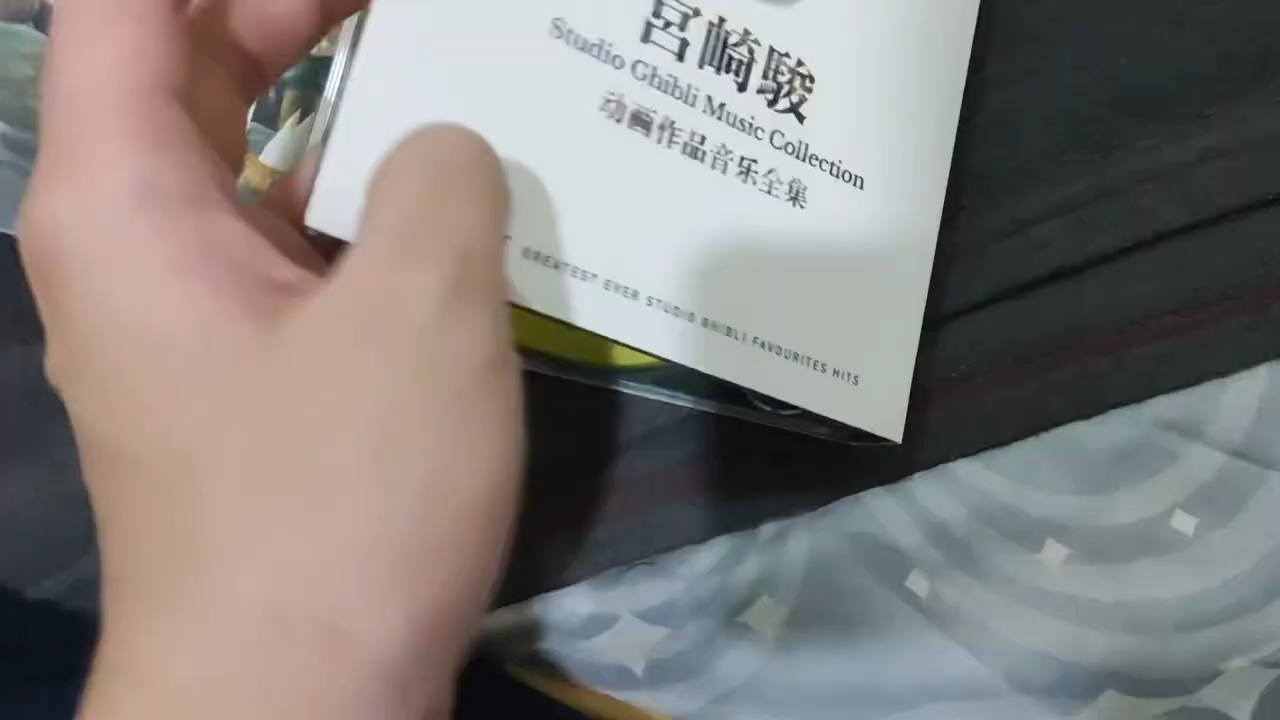 宮崎駿
Studio Ghibli Music Collection
动画作品音乐全集
GREATEST EVER STUDIO GHIBLI FAVOURITES HITS